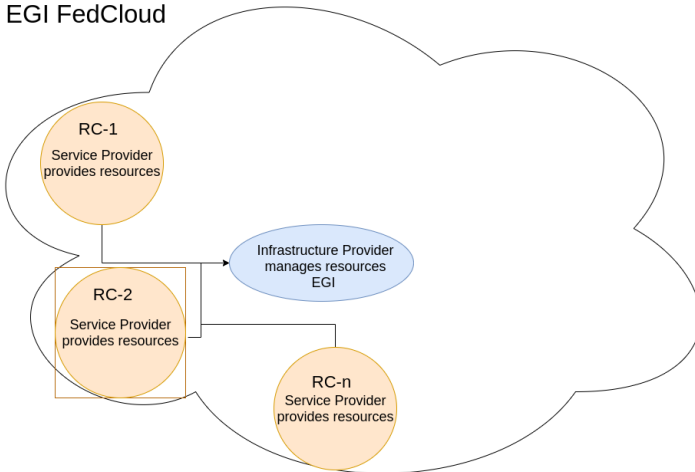 EGI FedCloud
RC-1
Service Provider
provides resources
Infrastructure Provider
manages resources
EGI
RC-2
Service Provider
provides resources
RC-n
Service Provider
provides resources